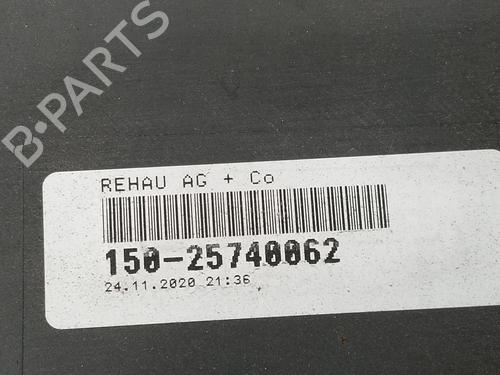 B-PARTS
REHAU AG + Co
150-25740062
24.11.2020 21:36